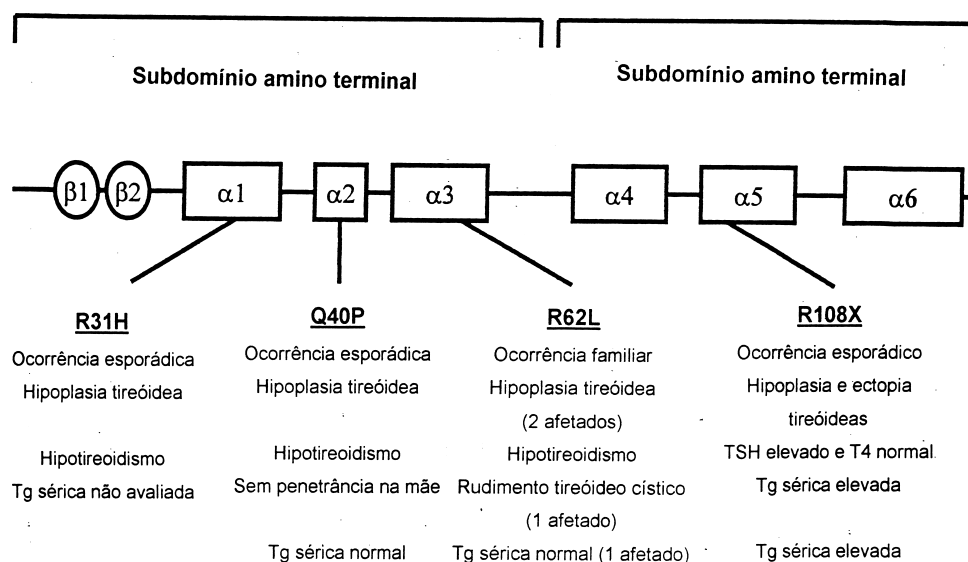 Subdomínio amino terminal
Subdomínio amino terminal
β1 β2 α1 α2 α3 α4 α5 α6
R31H
Ocorrência esporádica
Hipoplasia tireóidea
Hipotireoidismo
Tg sérica não avaliada
Q40P
Ocorrência esporádica
Hipoplasia tireóidea
Hipotireoidismo
Sem penetrância na mãe
Tg sérica normal
R62L
Ocorrência familiar
Hipoplasia tireóidea
(2 afetados)
Hipotireoidismo
Rudimento tireóideo cístico
(1 afetado)
Tg sérica normal (1 afetado)
R108X
Ocorrência esporádico
Hipoplasia e ectopia
tireóideas
TSH elevado e T4 normal
Tg sérica elevada
Tg sérica elevada